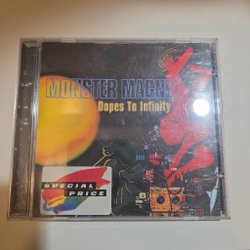 MONSTER MAGN
Dopes To Infinity
SPECIAL
PRICE